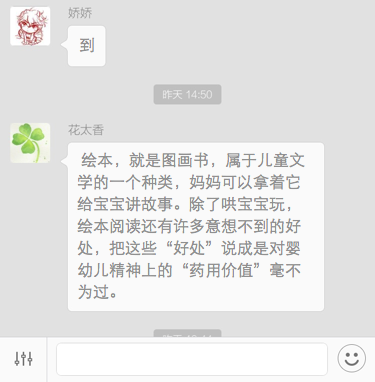 娇娇
到
昨天 14:50
花太香
绘本，就是图画书，属于儿童文
学的一个种类，妈妈可以拿着它
给宝宝讲故事。除了哄宝宝玩，
绘本阅读还有许多意想不到的好
处，把这些“好处”说成是对婴
幼儿精神上的“药用价值”毫不
为过。